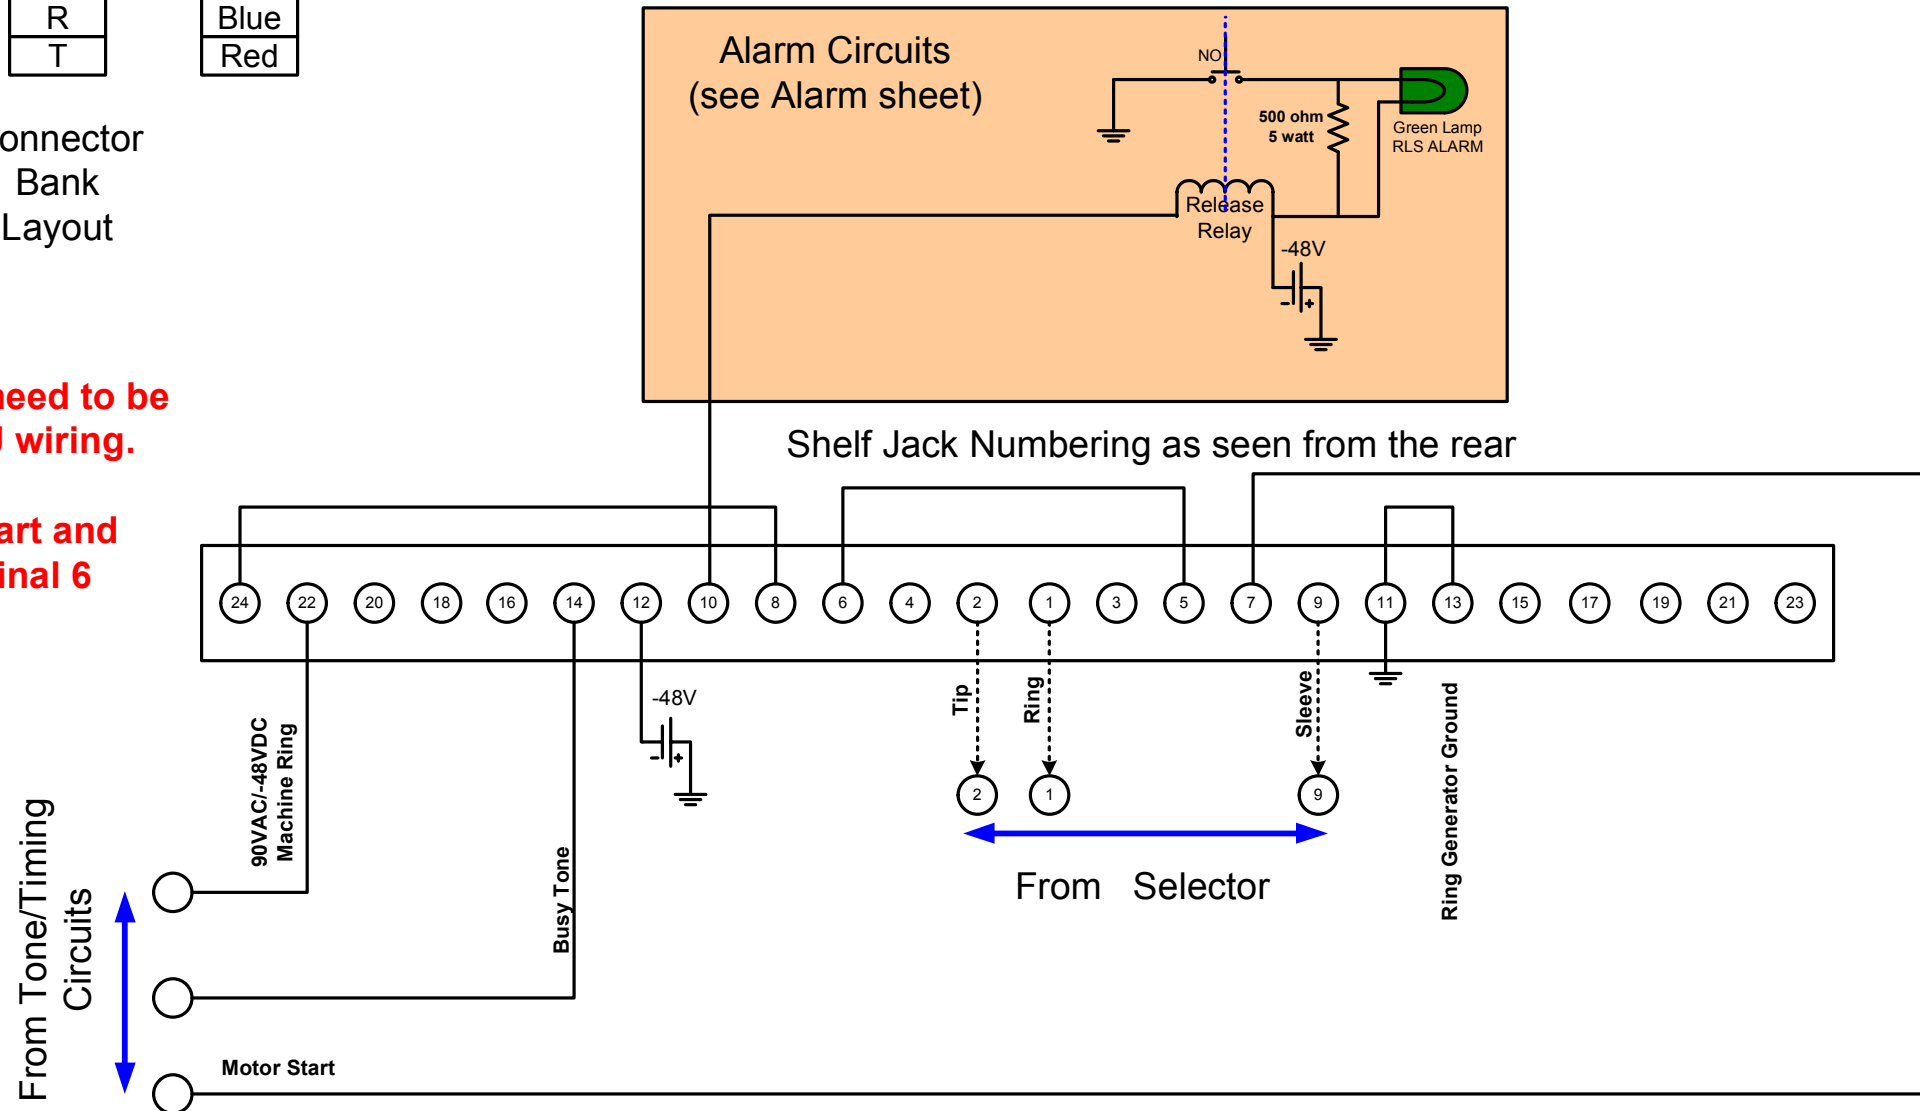 R
T
Blue
Red
onnector
Bank
Layout
Alarm Circuits
(see Alarm sheet)
NO
500 ohm
5 watt
Green Lamp
RLS ALARM
Release
Relay
-48V
- +
need to be
wiring.
art and
inal 6
Shelf Jack Numbering as seen from the rear
24 22 20 18 16 14 12 10 8 6 4 2 1 3 5 7 9 11 13 15 17 19 21 23
90VAC/-48VDC
Machine Ring
Busy Tone
-48V
- +
Tip
Ring
Sleeve
Ring Generator Ground
2 1 9
From Selector
From Tone/Timing
Circuits
Motor Start